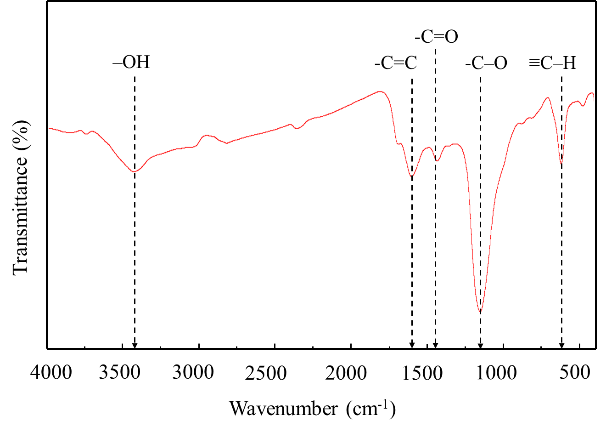 -C=O
–OH
-C=C
-C–O
≡C–H
Transmittance (%)
4000 3500 3000 2500 2000 1500 1000 500
Wavenumber (cm-1)